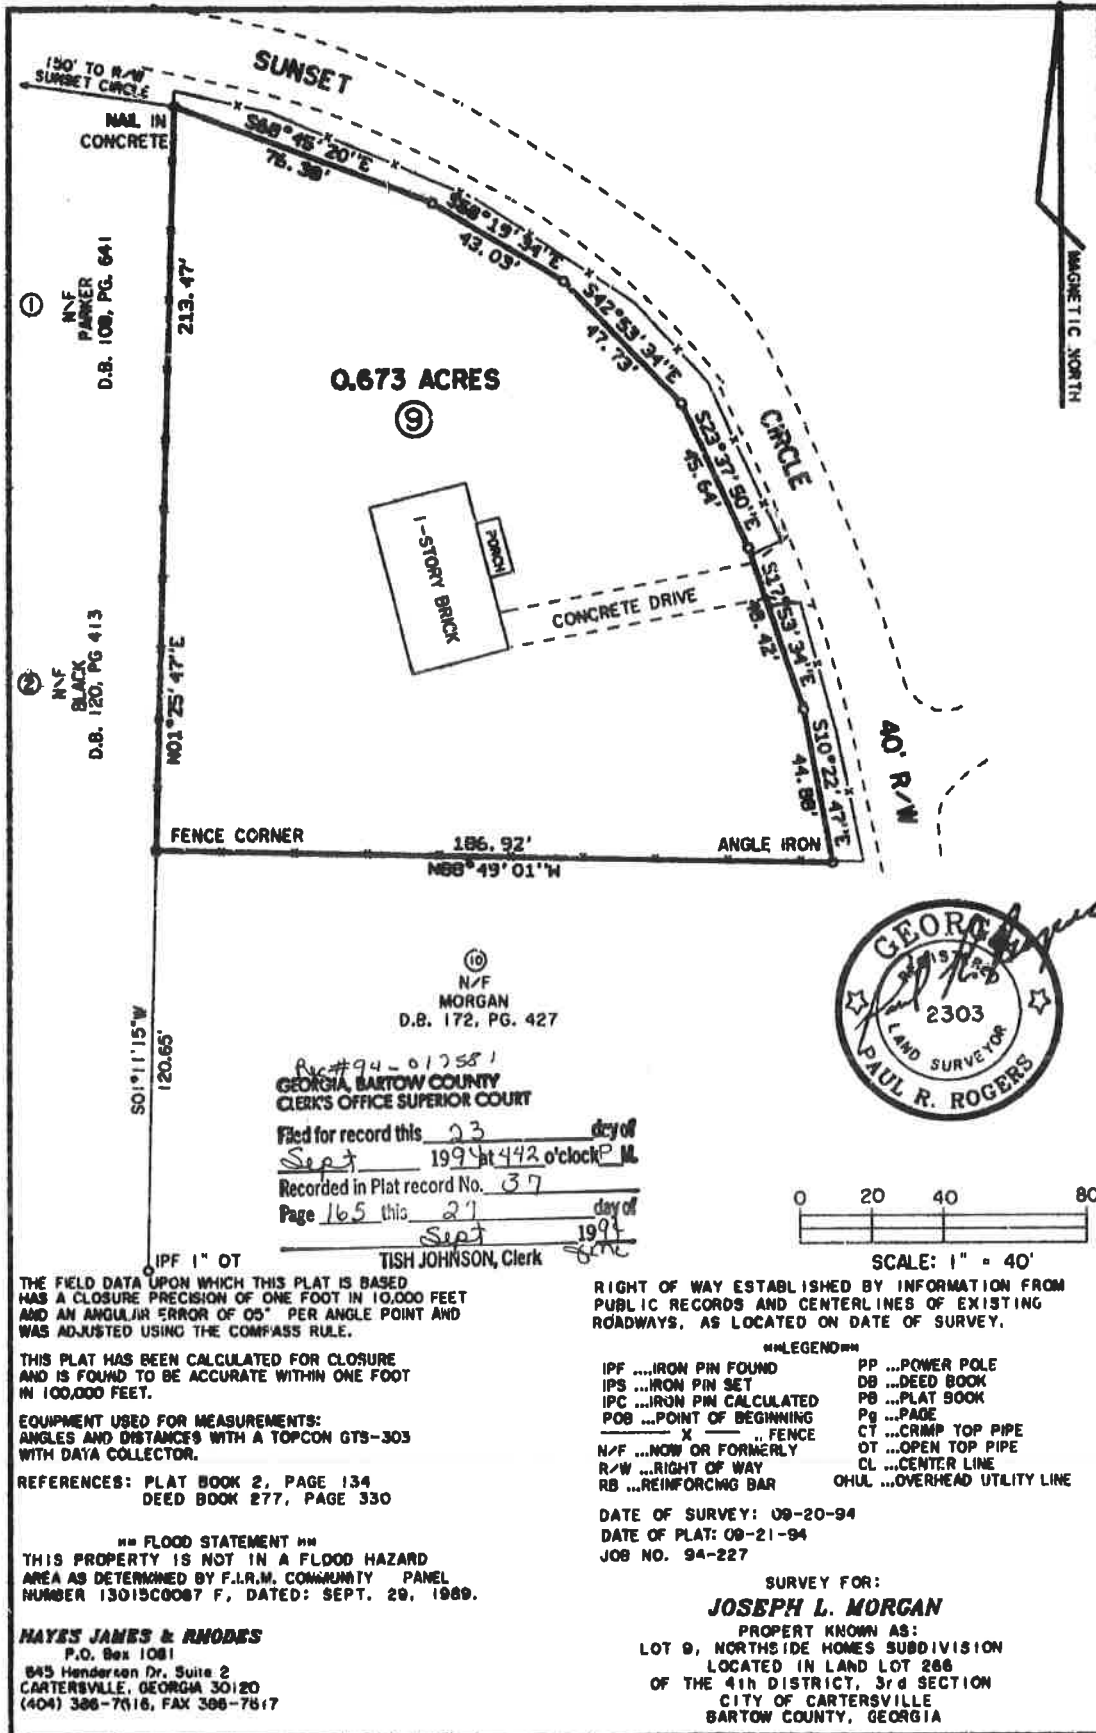 SUNSET
150' TO R/W
SUNSET CIRCLE
NAIL IN
CONCRETE
S68°45'20"E
76.38'
S58°19'34"E
43.03'
S42°53'34"E
47.73'
MAGNETIC NORTH
①
N/F
PARKER
D.B. 108, PG. 641
213.47'
0.673 ACRES
⑨
CIRCLE
S23°37'50"E
45.64'
1-STORY BRICK
PORCH
CONCRETE DRIVE
S17°53'34"E
②
N/F
BLACK
D.B. 120, PG 413
N01°25'47"E
S10°22'47"E
44.88'
40' R/W
FENCE CORNER
186.92'
ANGLE IRON
N88°49'01"W
⑩
N/F
MORGAN
D.B. 172, PG. 427
GEORGIA
REGISTERED
2303
LAND SURVEYOR
PAUL R. ROGERS
S01°11'15"W
120.65'
GEORGIA, BARTOW COUNTY
CLERK'S OFFICE SUPERIOR COURT
Filed for record this 23 day of
Sept 1994 at 442 o'clock P M.
Recorded in Plat record No. 37
Page 165 this 27 day of
Sept 1994
TISH JOHNSON, Clerk
0 20 40 80
SCALE: 1" = 40'
IPF 1" OT
THE FIELD DATA UPON WHICH THIS PLAT IS BASED
HAS A CLOSURE PRECISION OF ONE FOOT IN 10,000 FEET
AND AN ANGULAR ERROR OF 05" PER ANGLE POINT AND
WAS ADJUSTED USING THE COMPASS RULE.
THIS PLAT HAS BEEN CALCULATED FOR CLOSURE
AND IS FOUND TO BE ACCURATE WITHIN ONE FOOT
IN 100,000 FEET.
EQUIPMENT USED FOR MEASUREMENTS:
ANGLES AND DISTANCES WITH A TOPCON GTS-303
WITH DATA COLLECTOR.
REFERENCES: PLAT BOOK 2, PAGE 134
DEED BOOK 277, PAGE 330
** FLOOD STATEMENT **
THIS PROPERTY IS NOT IN A FLOOD HAZARD
AREA AS DETERMINED BY F.I.R.M. COMMUNITY PANEL
NUMBER 13015C0087 F, DATED: SEPT. 29, 1989.
HAYES JAMES & RHODES
P.O. Box 1081
845 Henderson Dr. Suite 2
CARTERSVILLE, GEORGIA 30120
(404) 386-7616, FAX 386-7617
RIGHT OF WAY ESTABLISHED BY INFORMATION FROM
PUBLIC RECORDS AND CENTERLINES OF EXISTING
ROADWAYS, AS LOCATED ON DATE OF SURVEY.
**LEGEND**
IPF ....IRON PIN FOUND
IPS ...IRON PIN SET
IPC ...IRON PIN CALCULATED
POB ...POINT OF BEGINNING
X .. FENCE
N/F ...NOW OR FORMERLY
R/W ...RIGHT OF WAY
RB ...REINFORCING BAR
PP ...POWER POLE
DB ...DEED BOOK
PB ...PLAT BOOK
Pg ...PAGE
CT ...CRIMP TOP PIPE
OT ...OPEN TOP PIPE
CL ...CENTER LINE
OHUL ...OVERHEAD UTILITY LINE
DATE OF SURVEY: 09-20-94
DATE OF PLAT: 09-21-94
JOB NO. 94-227
SURVEY FOR:
JOSEPH L. MORGAN
PROPERT KNOWN AS:
LOT 9, NORTHSIDE HOMES SUBDIVISION
LOCATED IN LAND LOT 266
OF THE 4th DISTRICT, 3rd SECTION
CITY OF CARTERSVILLE
BARTOW COUNTY, GEORGIA